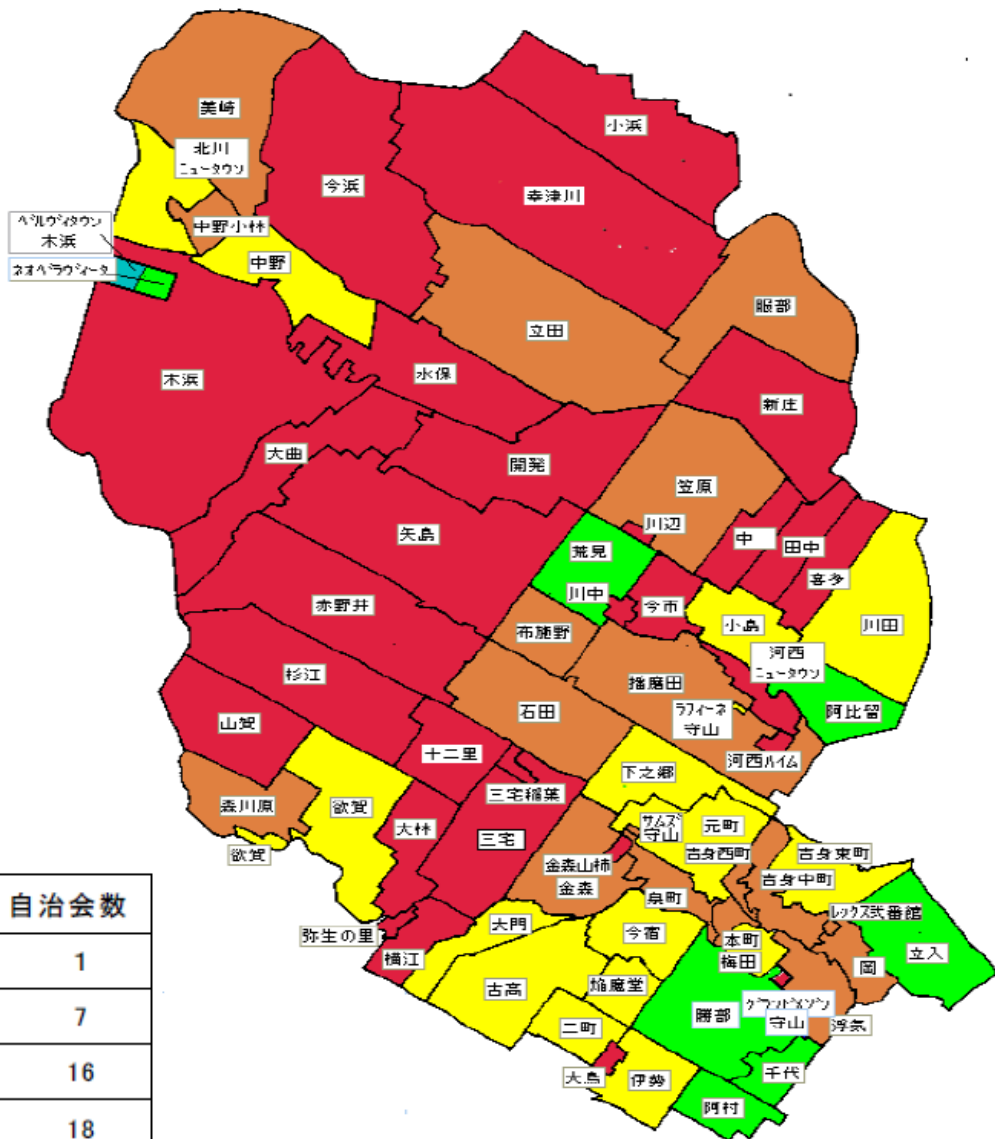 美崎
北川
ニュータウン
小浜
今浜
幸津川
ベルヴィタウン
木浜
中野小林
中野
ネオベラヴィータ
服部
立田
木浜
水保
新庄
大曲
開発
笠原
矢島
川辺
中
田中
荒見
喜多
川中
今市
赤野井
布施野
小島
川田
河西
ニュータウン
杉江
播磨田
石田
ラフィーネ
守山
阿比留
山賀
十二里
河西ハイム
下之郷
森川原
欲賀
三宅稲葉
大林
三宅
サムズ
守山
元町
欲賀
吉身西町
吉身東町
金森山柿
金森
吉身中町
泉町
自治会数
弥生の里
大門
今宿
本町
レックス弐番館
横江
梅田
岡
立入
1
古高
焔魔堂
勝部
グランドメゾン
守山
浮気
7
二町
大鳥
伊勢
千代
16
阿村
18